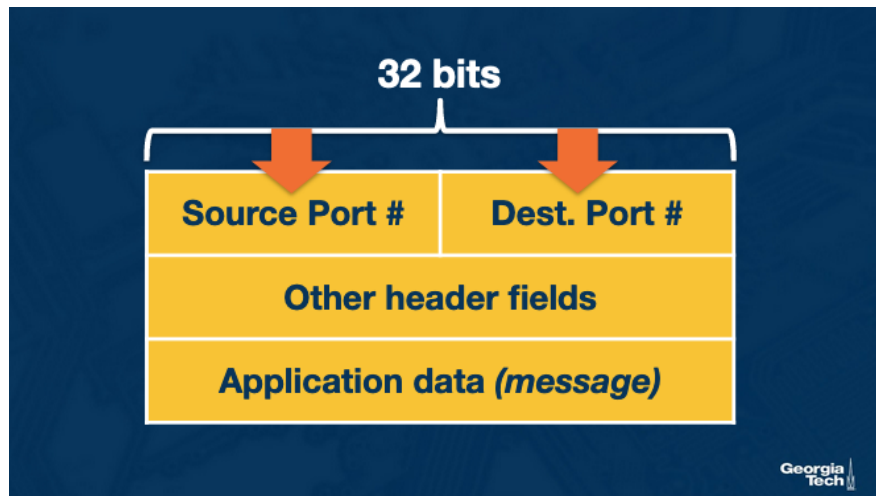 32 bits
Source Port # Dest. Port #
Other header fields
Application data (message)
Georgia
Tech